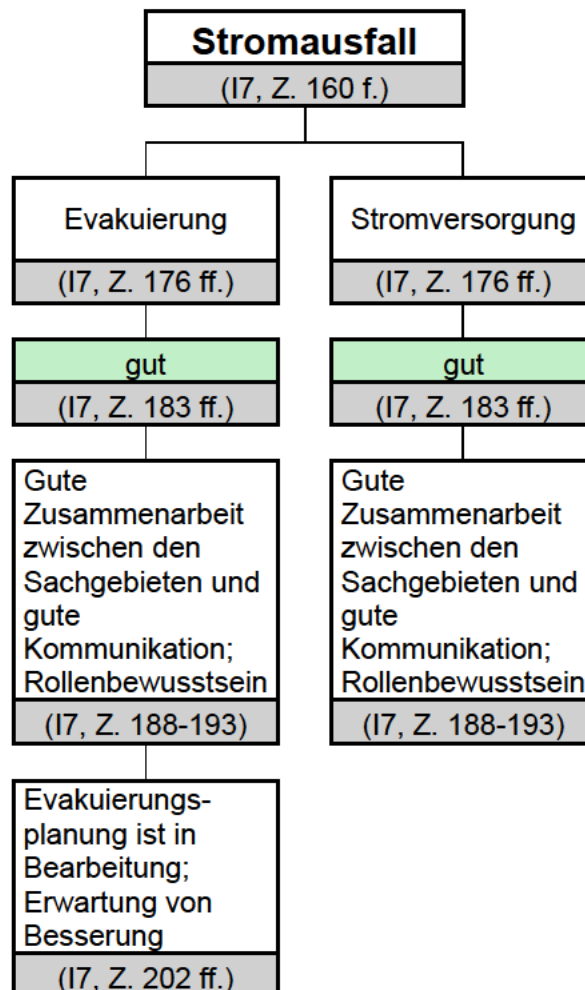 Stromausfall
(I7, Z. 160 f.)
Evakuierung
(I7, Z. 176 ff.)
gut
(I7, Z. 183 ff.)
Gute
Zusammenarbeit
zwischen den
Sachgebieten und
gute
Kommunikation;
Rollenbewusstsein
(I7, Z. 188-193)
Evakuierungs-
planung ist in
Bearbeitung;
Erwartung von
Besserung
(I7, Z. 202 ff.)
Stromversorgung
(I7, Z. 176 ff.)
gut
(I7, Z. 183 ff.)
Gute
Zusammenarbeit
zwischen den
Sachgebieten und
gute
Kommunikation;
Rollenbewusstsein
(I7, Z. 188-193)